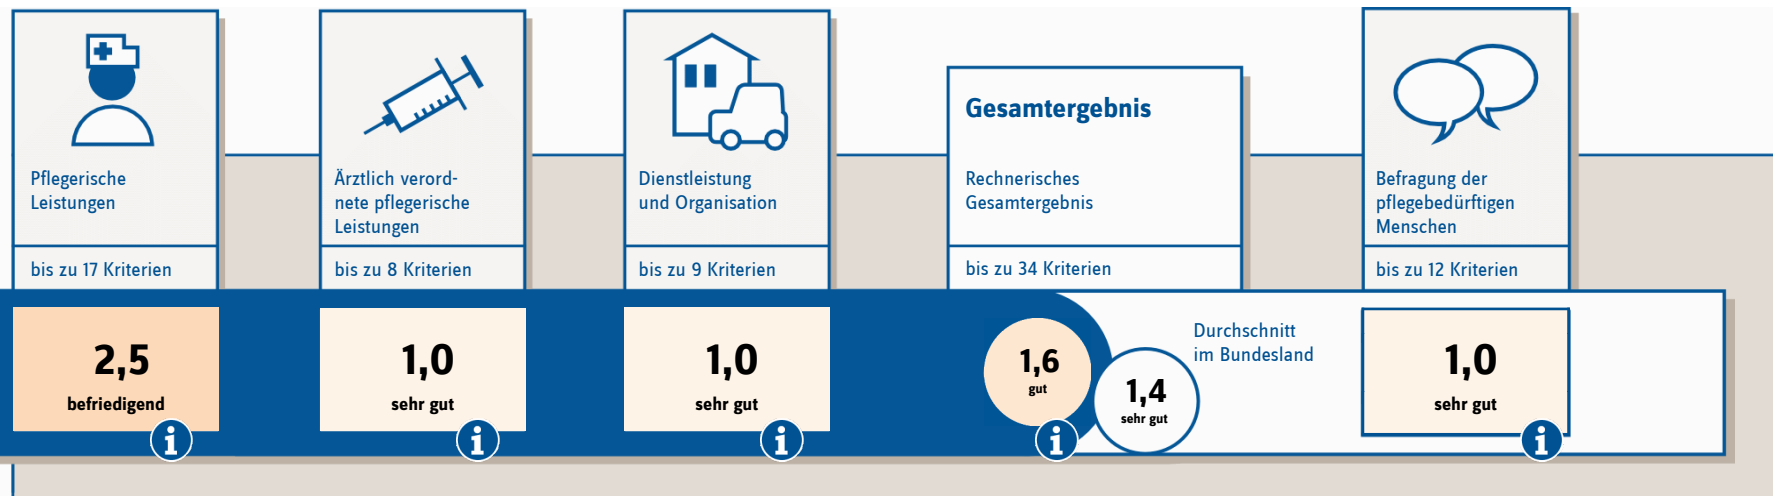 Pflegerische
Leistungen
bis zu 17 Kriterien
2,5
befriedigend
i
Ärztlich verord-
nete pflegerische
Leistungen
bis zu 8 Kriterien
1,0
sehr gut
i
Dienstleistung
und Organisation
bis zu 9 Kriterien
1,0
sehr gut
i
Gesamtergebnis
Rechnerisches
Gesamtergebnis
bis zu 34 Kriterien
1,6
gut
i
Durchschnitt
im Bundesland
1,4
sehr gut
Befragung der
pflegebedürftigen
Menschen
bis zu 12 Kriterien
1,0
sehr gut
i